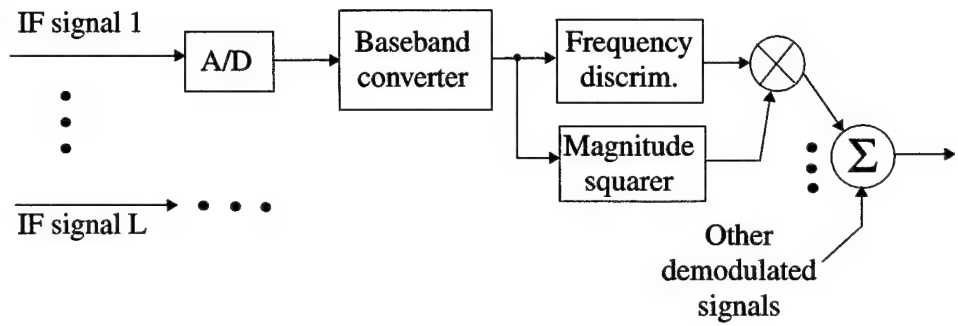 IF signal 1
A/D
Baseband
converter
Frequency
discrim.
Magnitude
squarer
Σ
IF signal L
Other
demodulated
signals